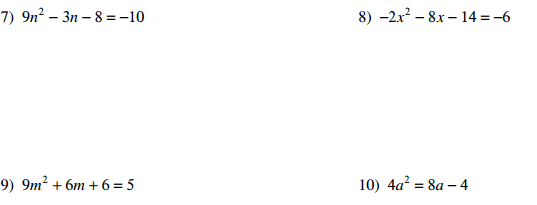 7) 9n² − 3n − 8 = −10
8) −2x² − 8x − 14 = −6
9) 9m² + 6m + 6 = 5
10) 4a² = 8a − 4